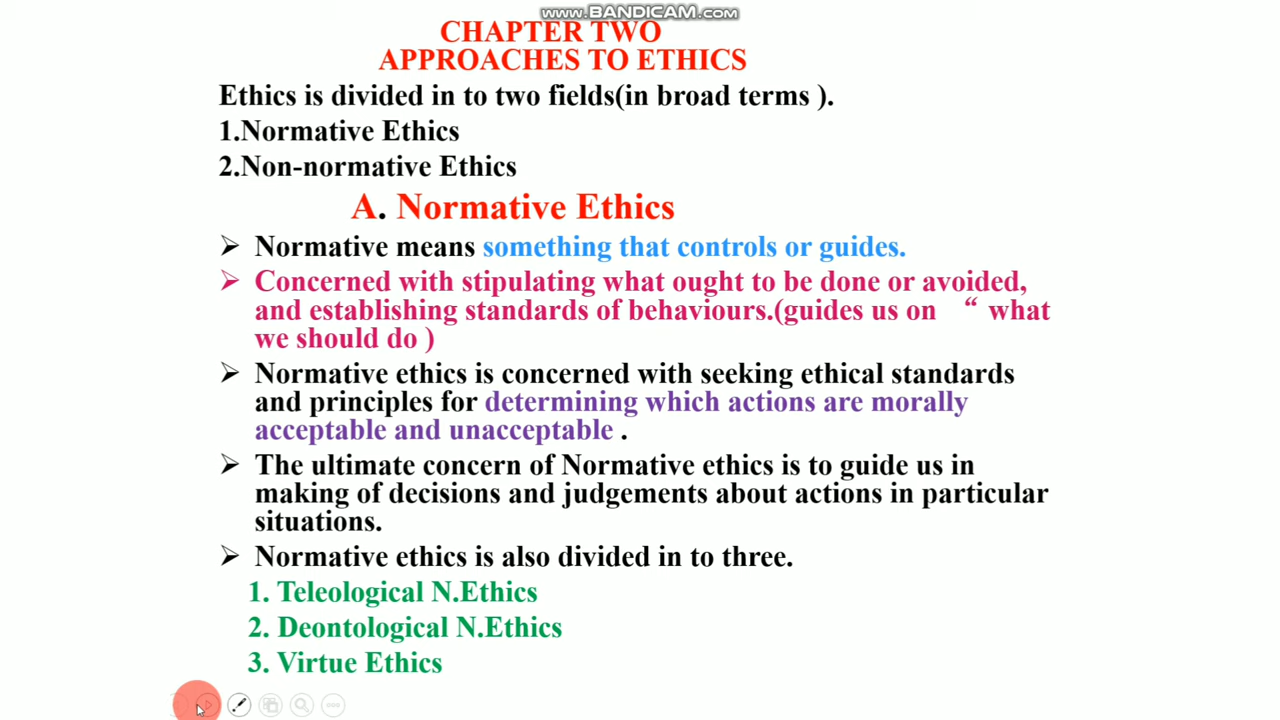 www.BANDICAM.com
CHAPTER TWO
APPROACHES TO ETHICS
Ethics is divided in to two fields(in broad terms ).
1.Normative Ethics
2.Non-normative Ethics
A. Normative Ethics
➢ Normative means something that controls or guides.
➢ Concerned with stipulating what ought to be done or avoided,
and establishing standards of behaviours.(guides us on “ what
we should do )
➢ Normative ethics is concerned with seeking ethical standards
and principles for determining which actions are morally
acceptable and unacceptable .
➢ The ultimate concern of Normative ethics is to guide us in
making of decisions and judgements about actions in particular
situations.
➢ Normative ethics is also divided in to three.
1. Teleological N.Ethics
2. Deontological N.Ethics
3. Virtue Ethics